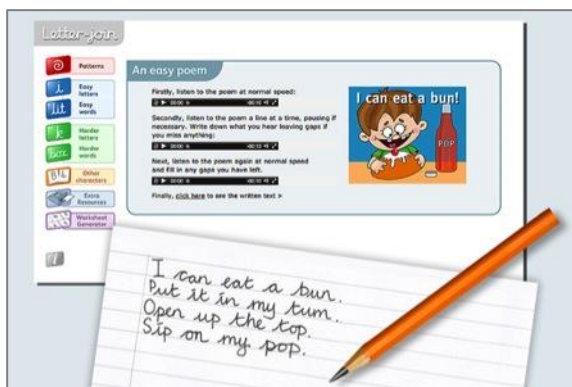 Letter-join
Patterns
Easy
letters
Easy
words
Harder
letters
Harder
words
Other
characters
Extra
Resources
Worksheet
Generator
An easy poem
Firstly, listen to the poem at normal speed:
Secondly, listen to the poem a line at a time, pausing if
necessary. Write down what you hear leaving gaps if
you miss anything:
Next, listen to the poem again at normal speed
and fill in any gaps you have left.
Finally, click here to see the written text >
I can eat a bun!
POP
I can eat a bun.
Put it in my tum.
Open up the top.
Sip on my pop.